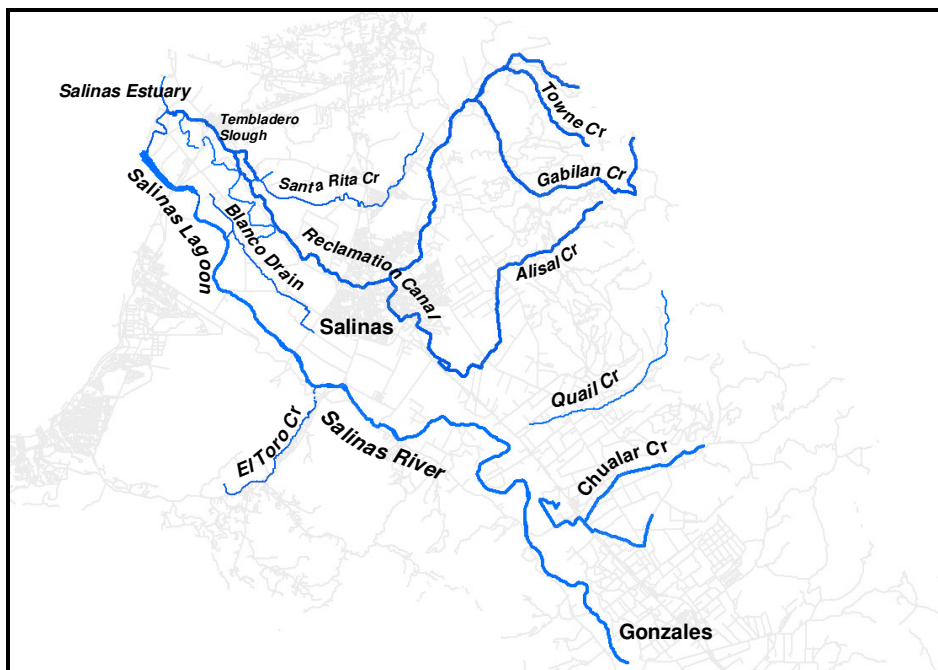 Salinas Estuary
Tembladero
Slough
Towne Cr
Santa Rita Cr
Gabilan Cr
Salinas Lagoon
Blanco Drain
Reclamation Canal
Alisal Cr
Salinas
Quail Cr
El Toro Cr
Salinas River
Chualar Cr
Gonzales